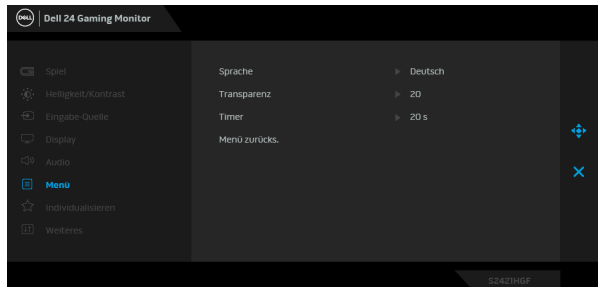 DELL Dell 24 Gaming Monitor
Spiel
Helligkeit/Kontrast
Eingabe-Quelle
Display
Audio
Menü
Individualisieren
Weiteres
Sprache Deutsch
Transparenz 20
Timer 20 s
Menü zurücks.
S2421HGF